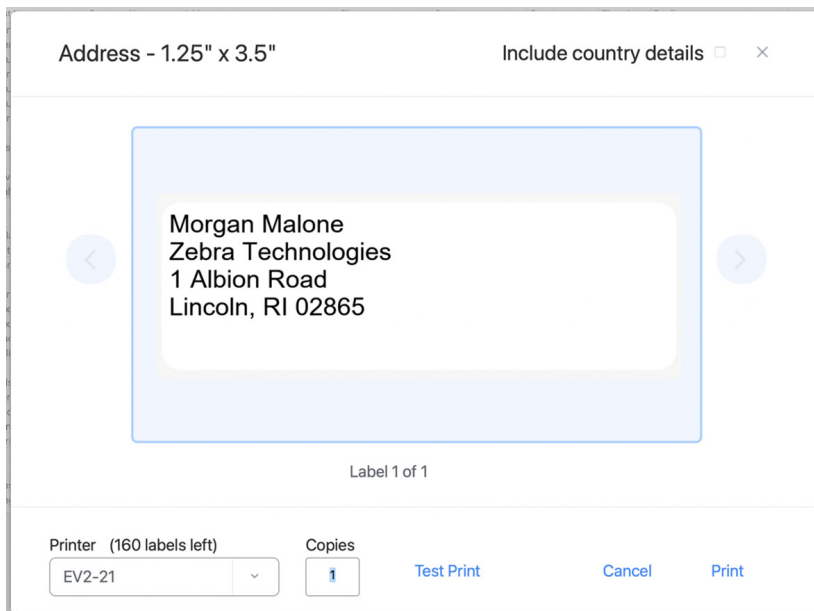 Address - 1.25" x 3.5"
Include country details
Morgan Malone
Zebra Technologies
1 Albion Road
Lincoln, RI 02865
Label 1 of 1
Printer (160 labels left)
Copies
EV2-21
1
Test Print
Cancel
Print